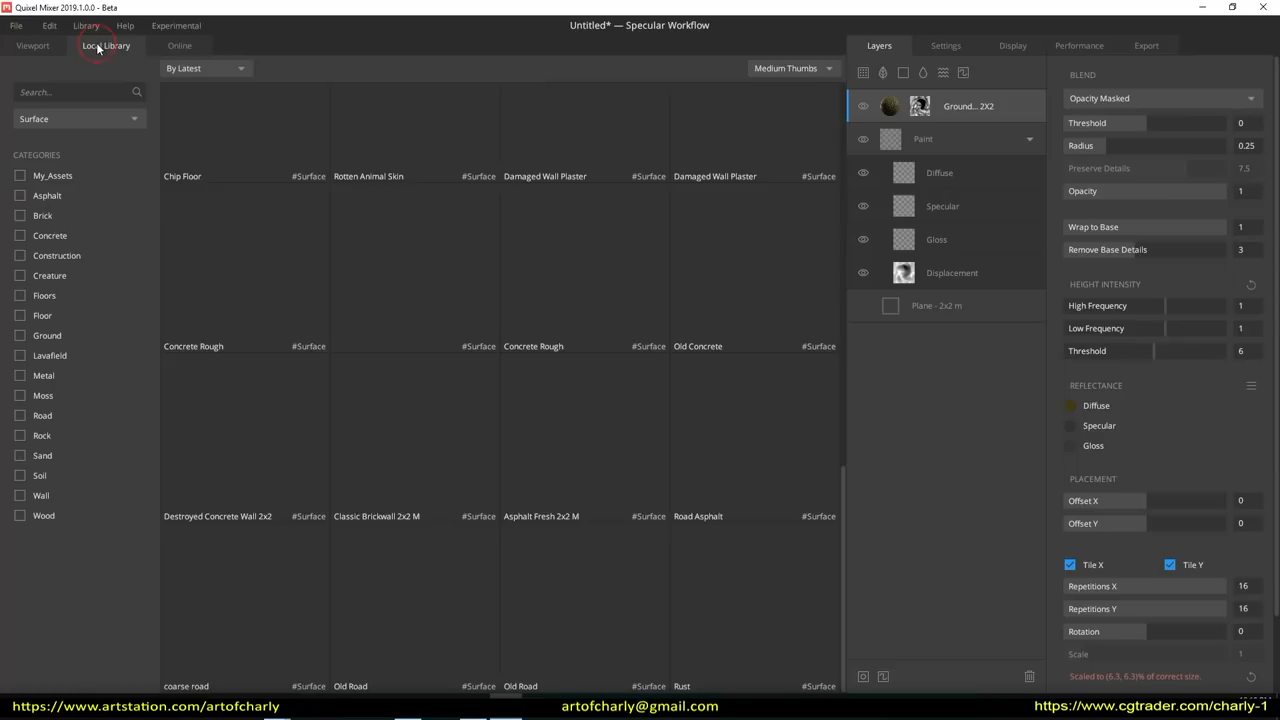 Quixel Mixer 2019.1.0.0 - Beta
File Edit Library Help Experimental
Untitled* — Specular Workflow
Viewport Local Library Online
Layers Settings Display Performance Export
By Latest
Medium Thumbs
Search...
Surface
CATEGORIES
My_Assets
Asphalt
Brick
Concrete
Construction
Creature
Floors
Floor
Ground
Lavafield
Metal
Moss
Road
Rock
Sand
Soil
Wall
Wood
Chip Floor #Surface Rotten Animal Skin #Surface Damaged Wall Plaster #Surface Damaged Wall Plaster #Surface
Concrete Rough #Surface #Surface Concrete Rough #Surface Old Concrete #Surface
Destroyed Concrete Wall 2x2 #Surface Classic Brickwall 2x2 M #Surface Asphalt Fresh 2x2 M #Surface Road Asphalt #Surface
coarse road #Surface Old Road #Surface Old Road #Surface Rust #Surface
Ground... 2X2
Paint
Diffuse
Specular
Gloss
Displacement
Plane - 2x2 m
BLEND
Opacity Masked
Threshold 0
Radius 0.25
Preserve Details 7.5
Opacity 1
Wrap to Base 1
Remove Base Details 3
HEIGHT INTENSITY
High Frequency 1
Low Frequency 1
Threshold 6
REFLECTANCE
Diffuse
Specular
Gloss
PLACEMENT
Offset X 0
Offset Y 0
Tile X Tile Y
Repetitions X 16
Repetitions Y 16
Rotation 0
Scale 1
Scaled to (6.3, 6.3)% of correct size.
https://www.artstation.com/artofcharly artofcharly@gmail.com https://www.cgtrader.com/charly-1